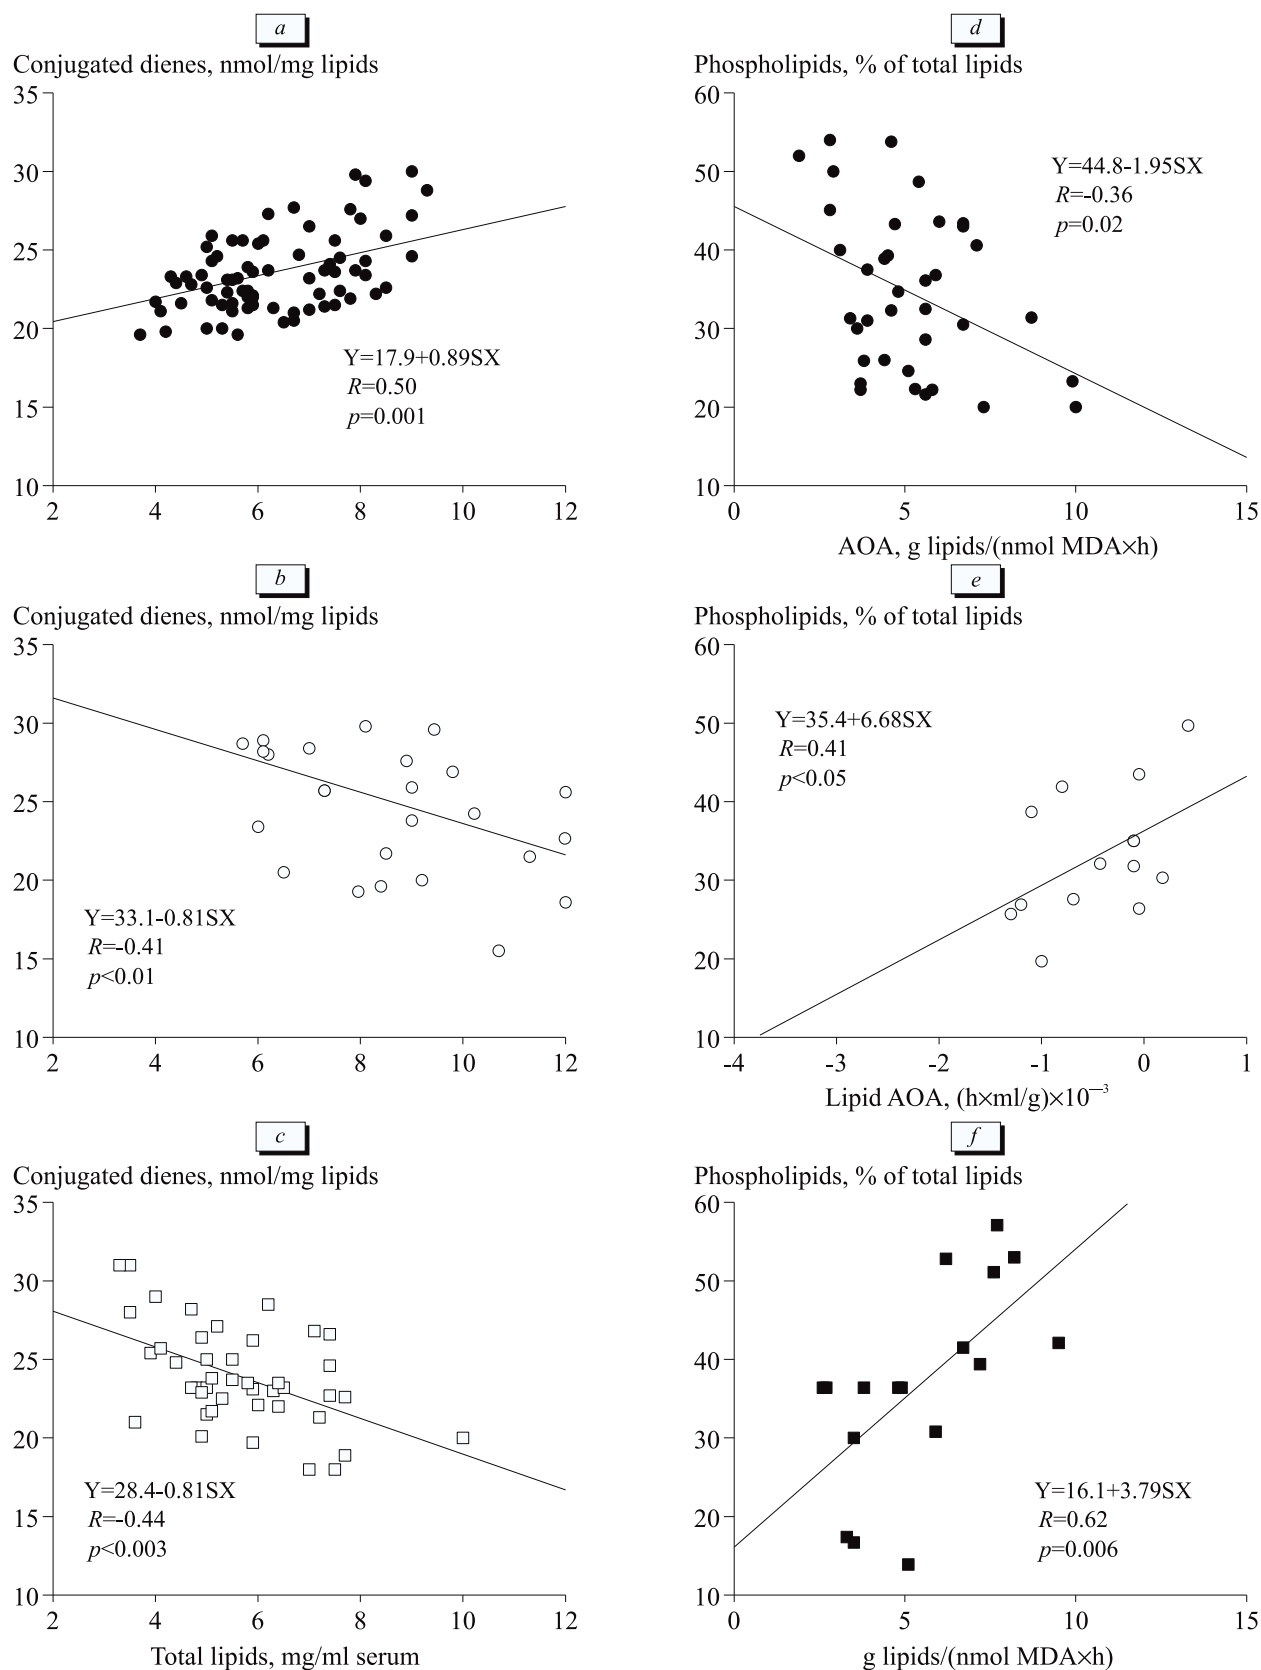 a
Conjugated dienes, nmol/mg lipids
35
30
25
20
15
10
Y=17.9+0.89SX
R=0.50
p=0.001
2 4 6 8 10 12
b
Conjugated dienes, nmol/mg lipids
35
30
25
20
15
10
Y=33.1-0.81SX
R=-0.41
p<0.01
2 4 6 8 10 12
c
Conjugated dienes, nmol/mg lipids
35
30
25
20
15
10
Y=28.4-0.81SX
R=-0.44
p<0.003
2 4 6 8 10 12
Total lipids, mg/ml serum
d
Phospholipids, % of total lipids
60
50
40
30
20
10
Y=44.8-1.95SX
R=-0.36
p=0.02
0 5 10 15
AOA, g lipids/(nmol MDA×h)
e
Phospholipids, % of total lipids
60
50
40
30
20
10
Y=35.4+6.68SX
R=0.41
p<0.05
-4 -3 -2 -1 0 1
Lipid AOA, (h×ml/g)×10⁻³
f
Phospholipids, % of total lipids
60
50
40
30
20
10
Y=16.1+3.79SX
R=0.62
p=0.006
0 5 10 15
g lipids/(nmol MDA×h)